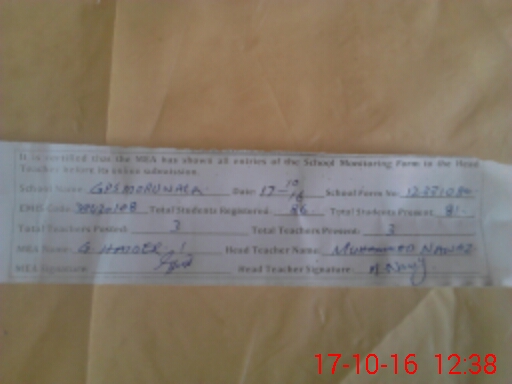 It is certified that the MEA has shown all entries of the School Monitoring Form to the Head
Teacher before its online submission.
School Name: GPS MORUNACA Date: 17-10-16 School Form No:
EMIS Code: Total Students Registered: 86 Total Students Present: 81
Total Teachers Posted: 3 Total Teachers Present: 3
MEA Name: G. HAIDER Head Teacher Name: MUHAMMAD NAWAZ
MEA Signature: Head Teacher Signature: M Nawaz
17-10-16 12:38